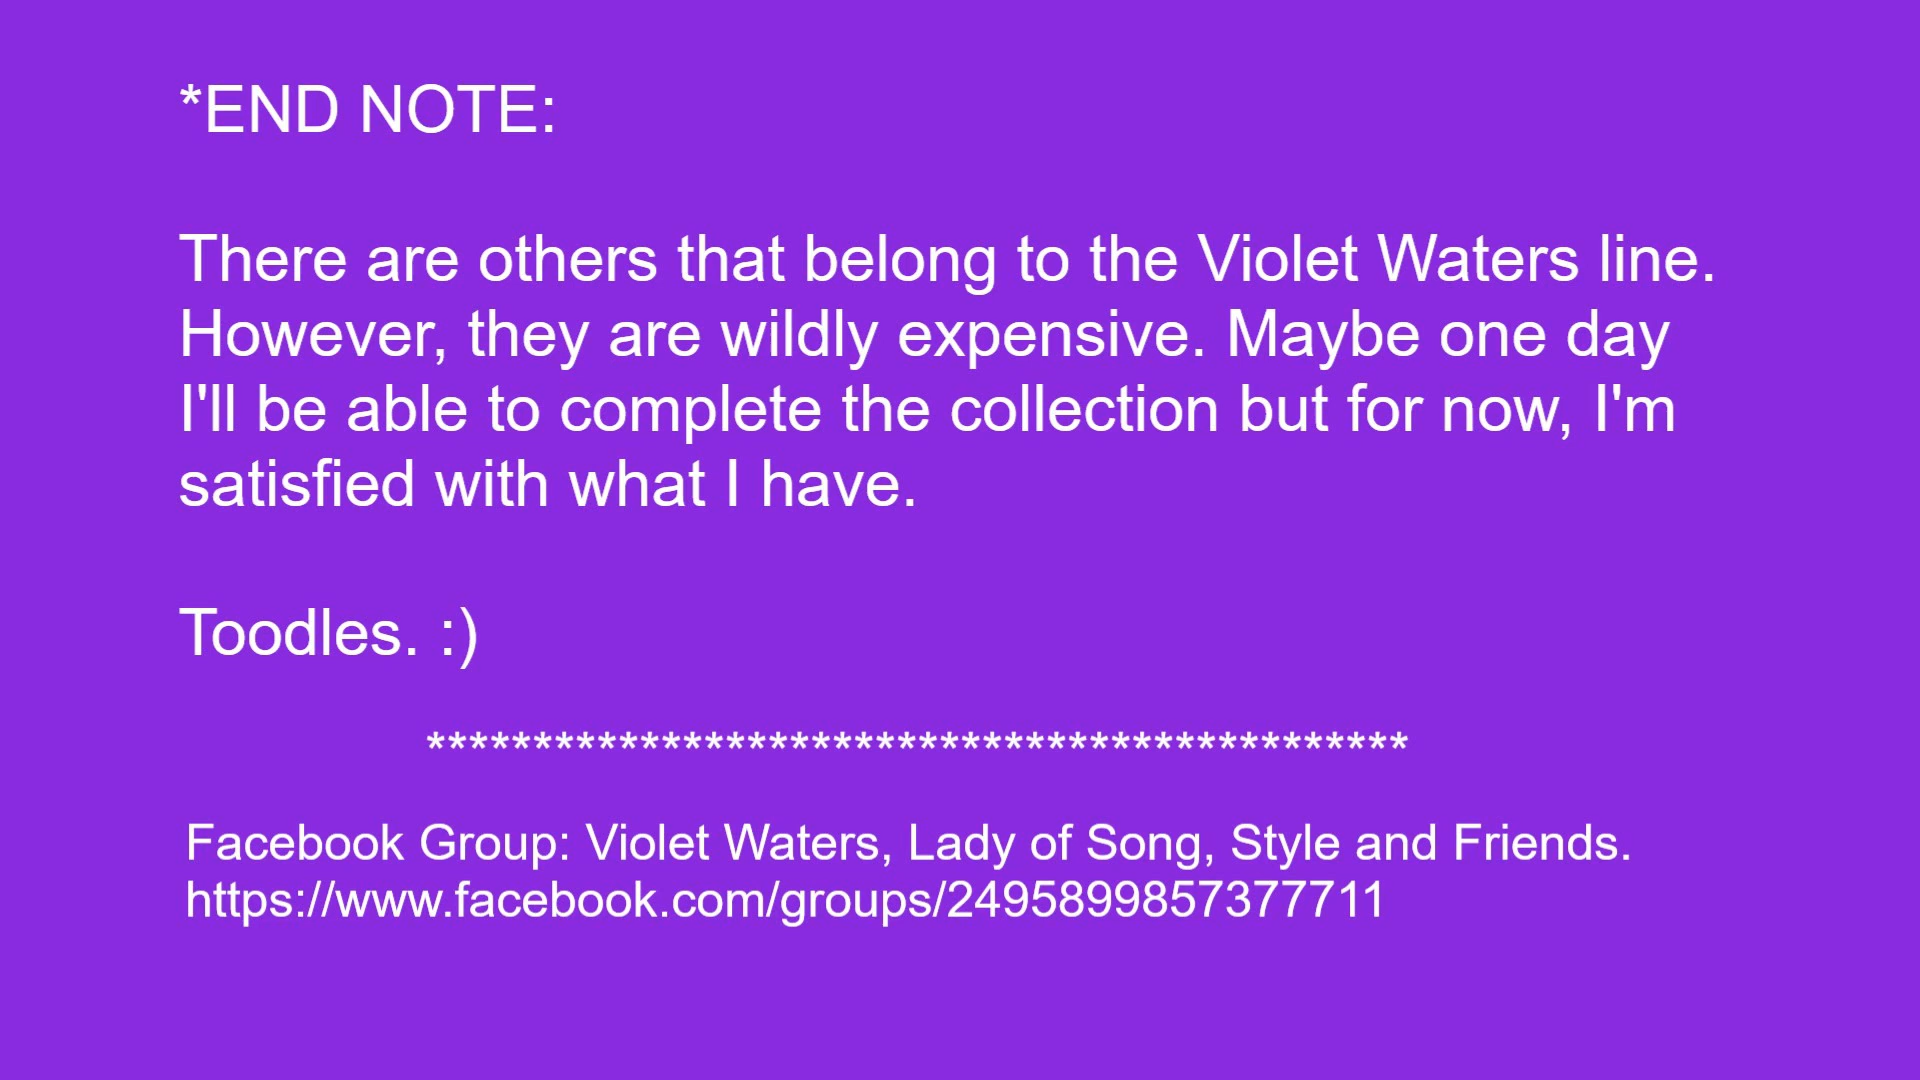 *END NOTE:
There are others that belong to the Violet Waters line.
However, they are wildly expensive. Maybe one day
I'll be able to complete the collection but for now, I'm
satisfied with what I have.
Toodles. :)
**********************************************
Facebook Group: Violet Waters, Lady of Song, Style and Friends.
https://www.facebook.com/groups/2495899857377711